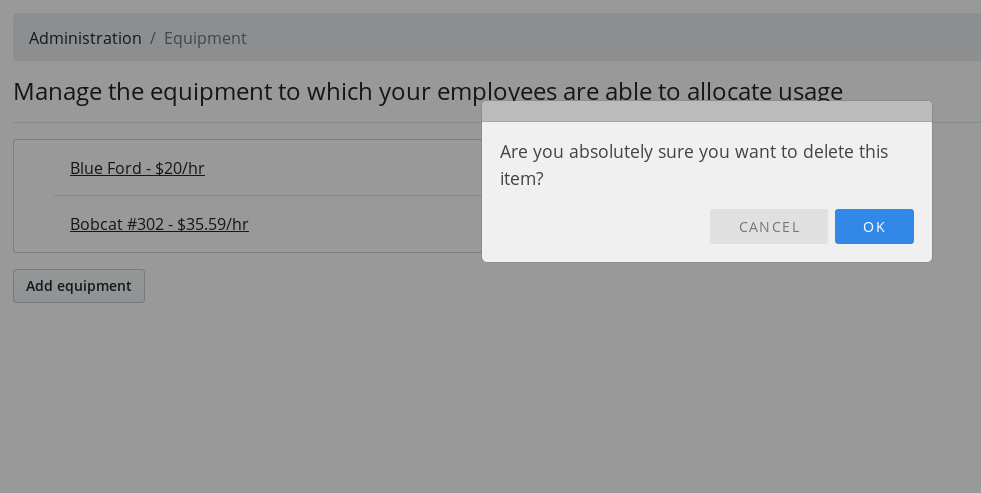 Administration / Equipment
Manage the equipment to which your employees are able to allocate usage
Blue Ford - $20/hr
Bobcat #302 - $35.59/hr
Add equipment
Are you absolutely sure you want to delete this
item?
CANCEL OK